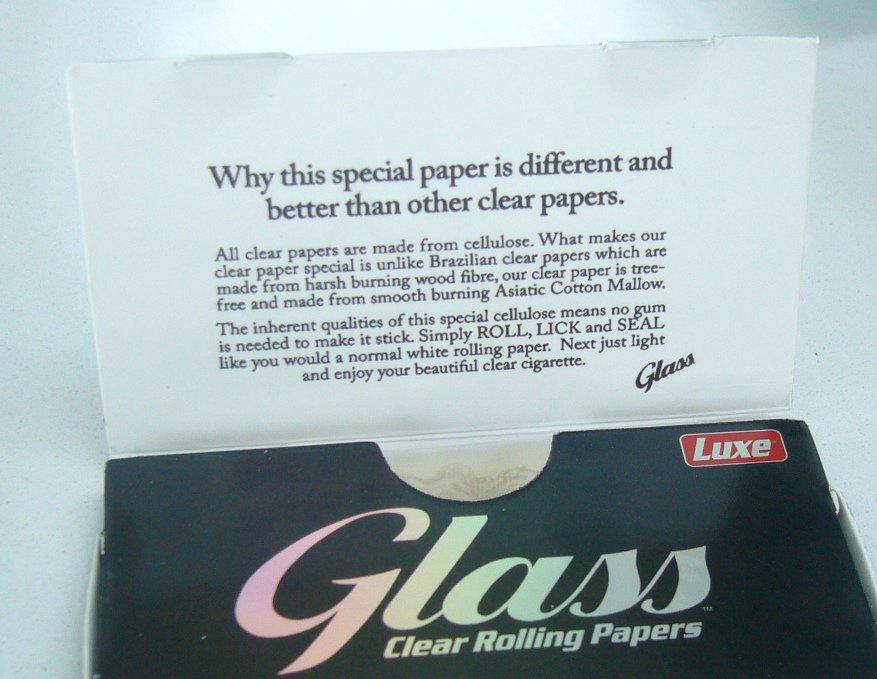 Why this special paper is different and
better than other clear papers.
All clear papers are made from cellulose. What makes our
clear paper special is unlike Brazilian clear papers which are
made from harsh burning wood fibre, our clear paper is tree-
free and made from smooth burning Asiatic Cotton Mallow.
The inherent qualities of this special cellulose means no gum
is needed to make it stick. Simply ROLL, LICK and SEAL
like you would a normal white rolling paper. Next just light
and enjoy your beautiful clear cigarette.
Glass
Luxe
Glass™
Clear Rolling Papers